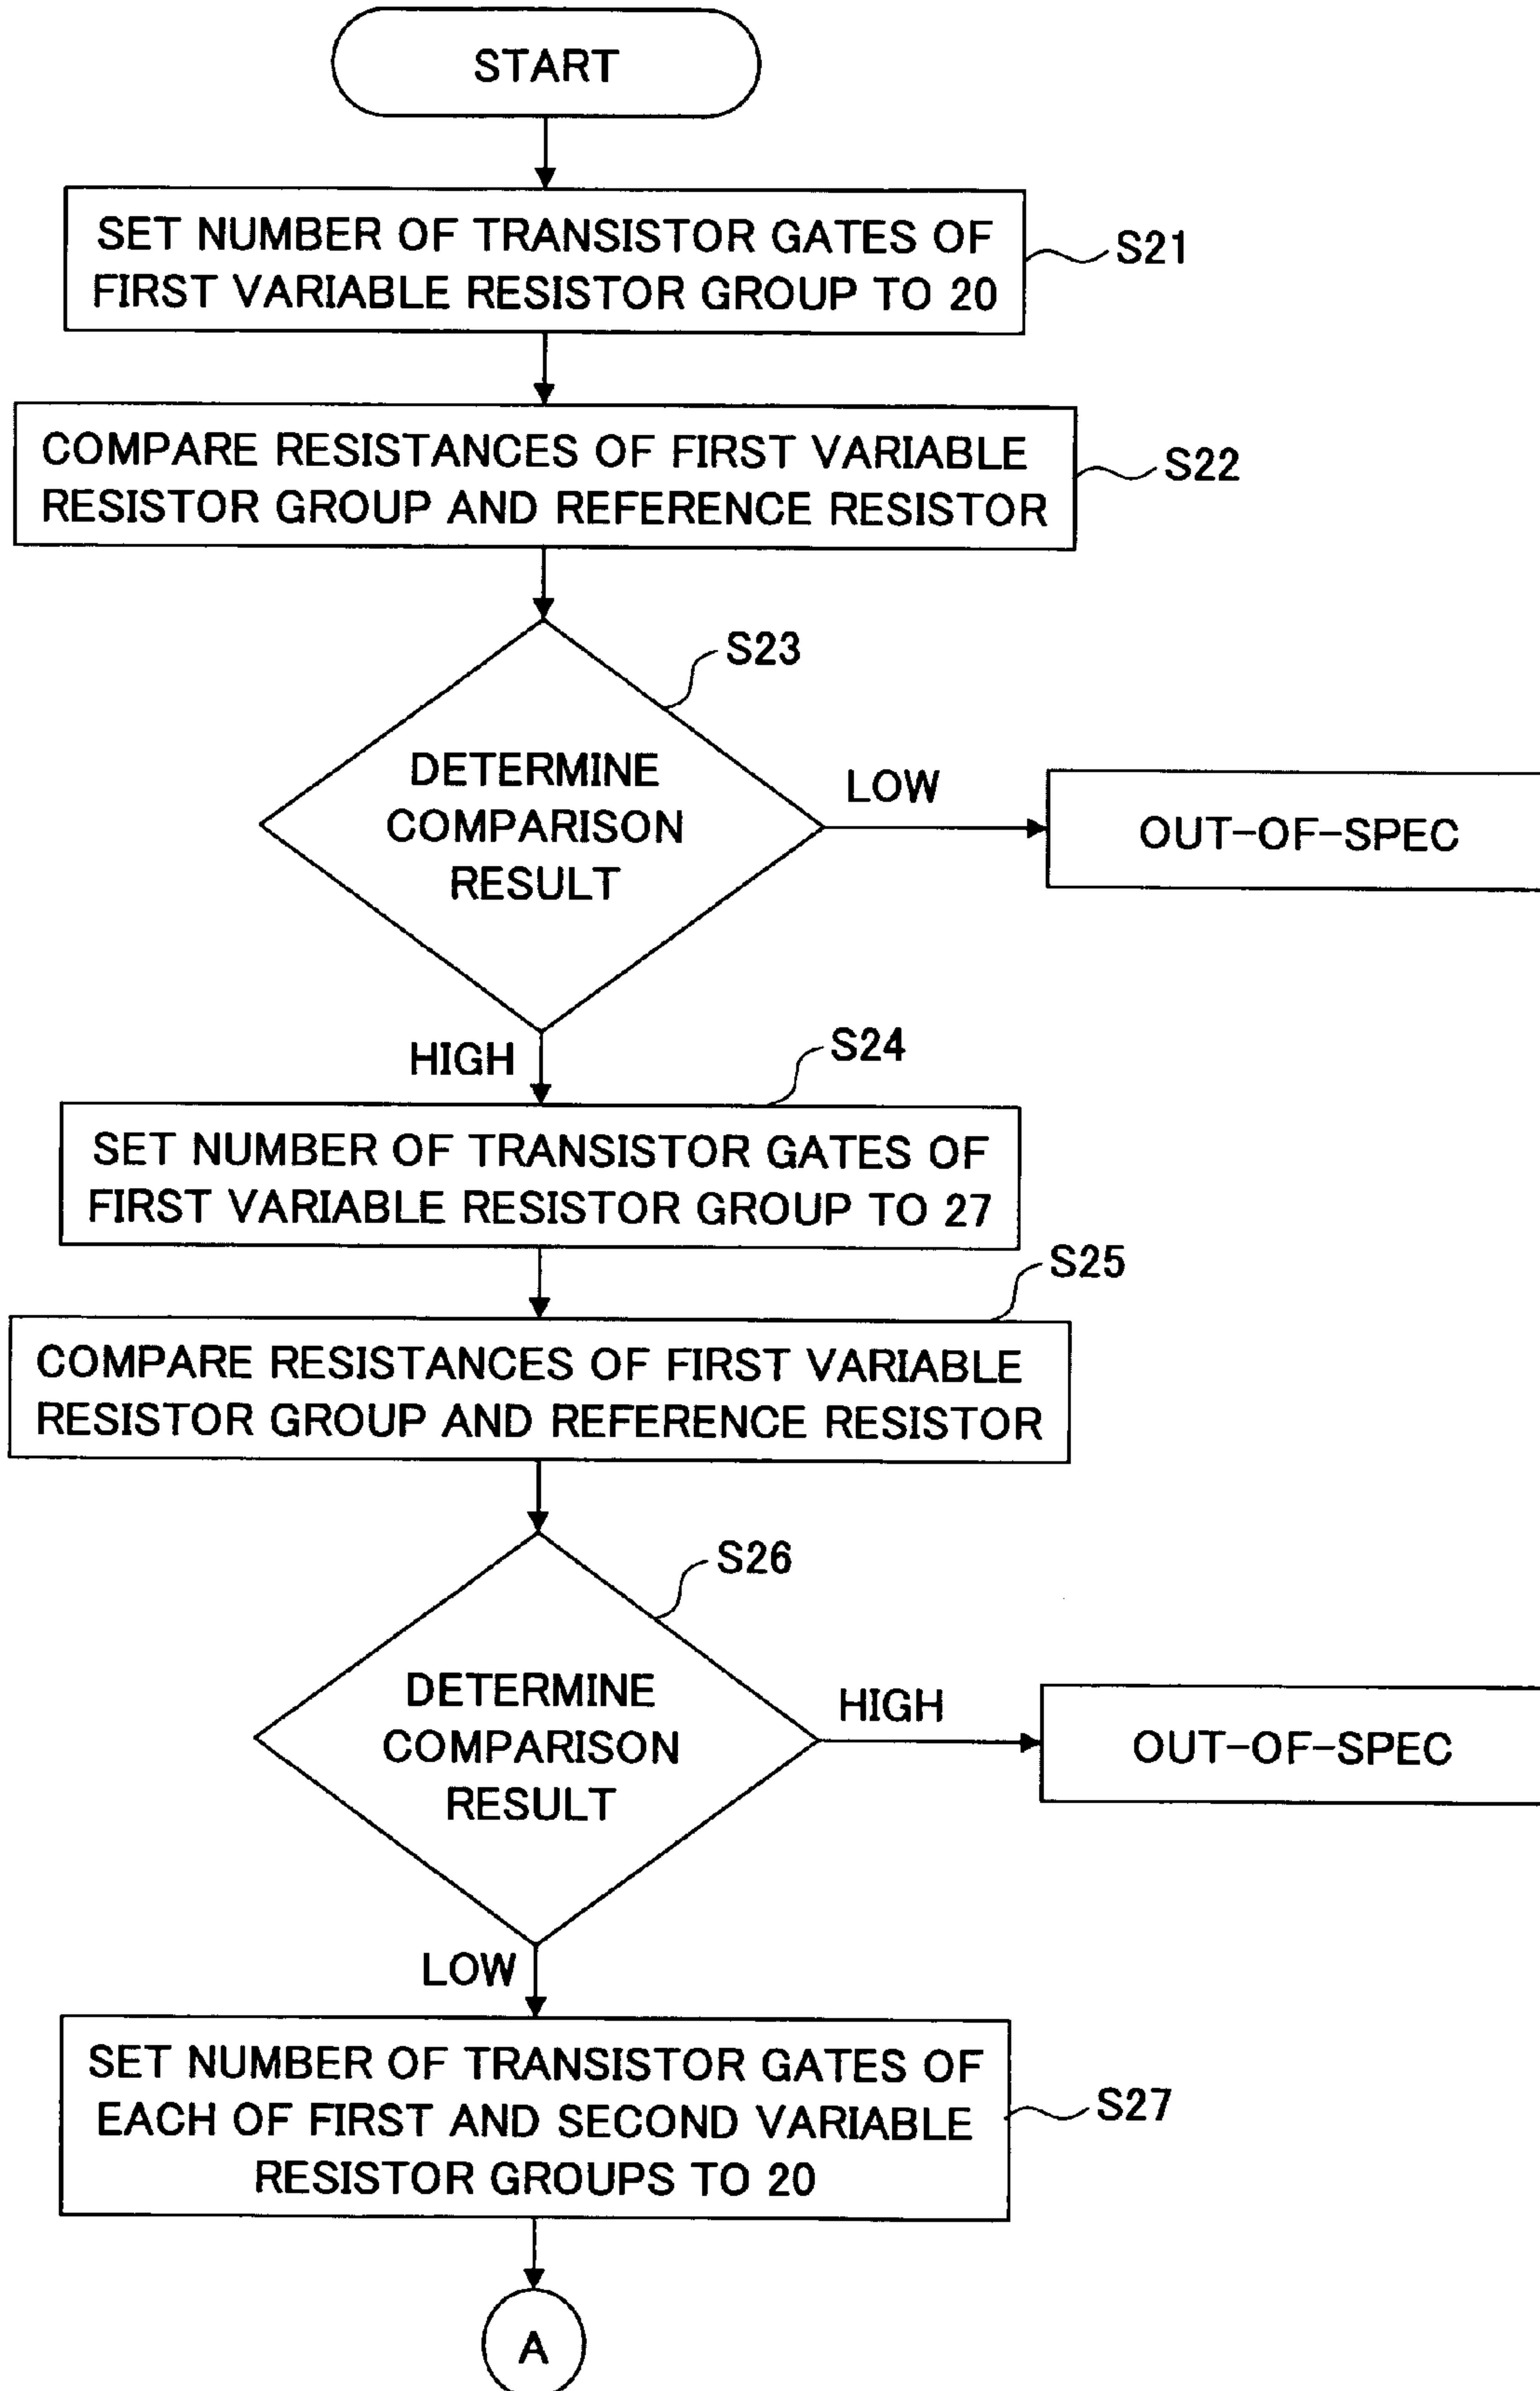 START
SET NUMBER OF TRANSISTOR GATES OF
FIRST VARIABLE RESISTOR GROUP TO 20
S21
COMPARE RESISTANCES OF FIRST VARIABLE
RESISTOR GROUP AND REFERENCE RESISTOR
S22
S23
DETERMINE
COMPARISON
RESULT
LOW
OUT-OF-SPEC
HIGH
S24
SET NUMBER OF TRANSISTOR GATES OF
FIRST VARIABLE RESISTOR GROUP TO 27
S25
COMPARE RESISTANCES OF FIRST VARIABLE
RESISTOR GROUP AND REFERENCE RESISTOR
S26
DETERMINE
COMPARISON
RESULT
HIGH
OUT-OF-SPEC
LOW
SET NUMBER OF TRANSISTOR GATES OF
EACH OF FIRST AND SECOND VARIABLE
RESISTOR GROUPS TO 20
S27
A